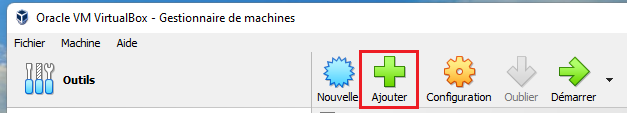 Oracle VM VirtualBox - Gestionnaire de machines
Fichier Machine Aide
Outils
Nouvelle Ajouter Configuration Oublier Démarrer